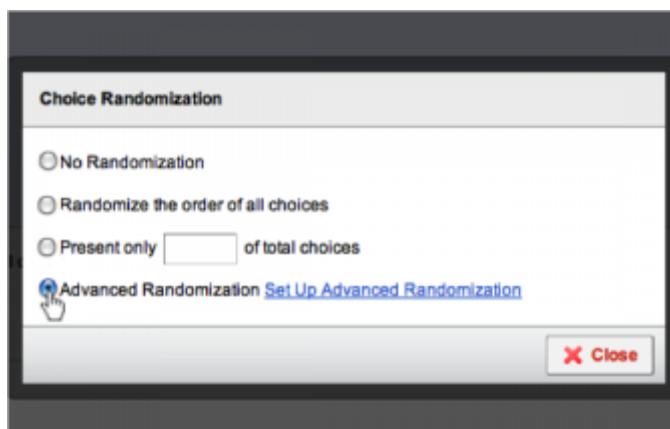 Choice Randomization
No Randomization
Randomize the order of all choices
Present only of total choices
Advanced Randomization Set Up Advanced Randomization
Close